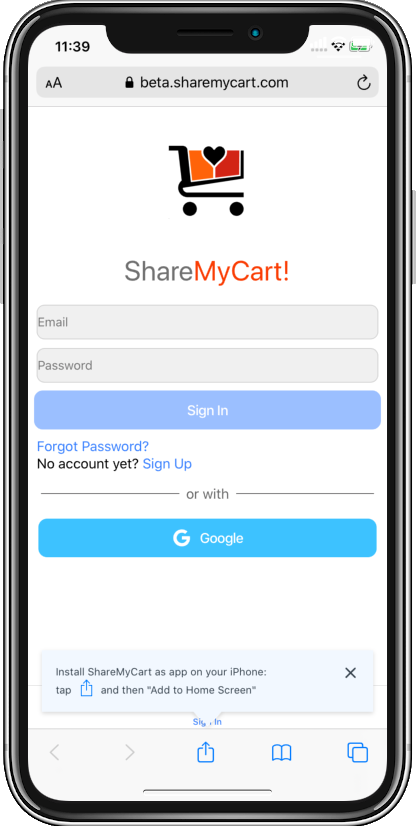 11:39
AA beta.sharemycart.com
ShareMyCart!
Email
Password
Sign In
Forgot Password?
No account yet? Sign Up
or with
G Google
Install ShareMyCart as app on your iPhone:
tap and then "Add to Home Screen"
In